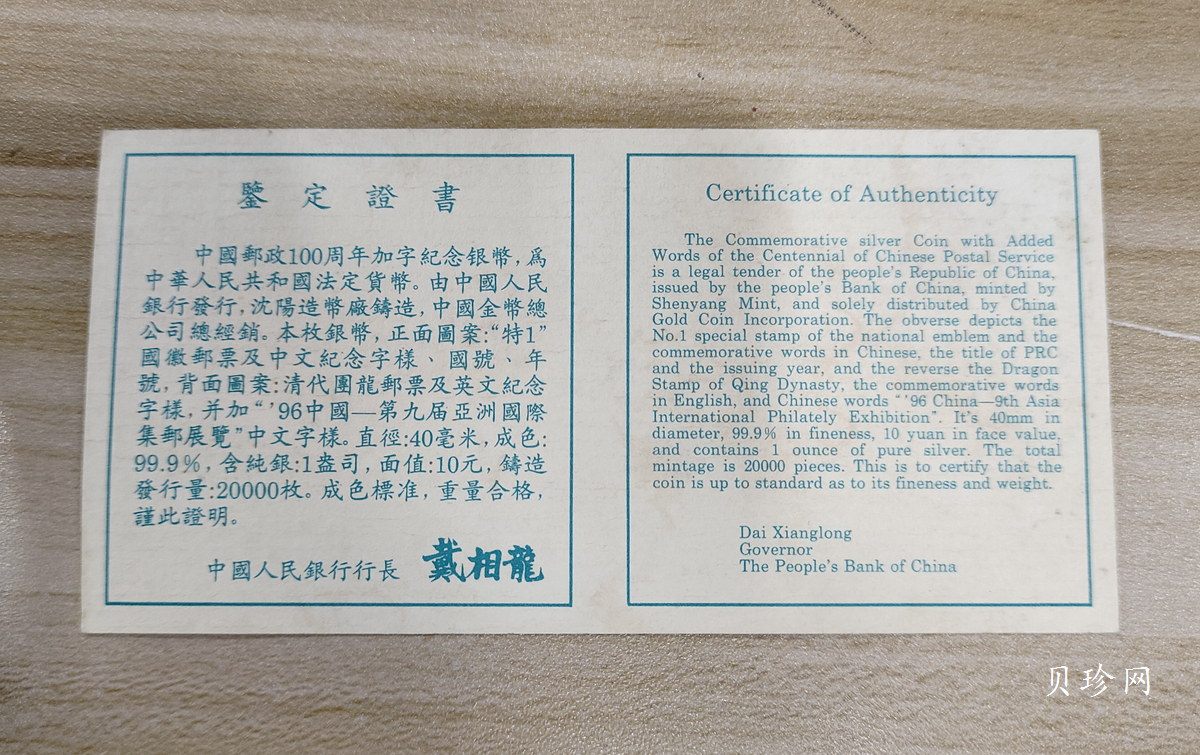 鑒定證書
中國郵政100周年加字紀念银幣，爲
中華人民共和國法定貨幣。由中國人民
銀行發行，沈陽造幣廠鑄造，中國金幣總
公司總經銷。本枚銀幣，正面圖案：“特1”
國徽郵票及中文紀念字樣、國號、年
號，背面圖案：清代團龍郵票及英文紀念
字樣，并加“’96中國—第九届亞洲國際
集郵展覽”中文字樣。直徑：40毫米，成色：
99.9%，含純銀：1盎司，面值：10元，鑄造
發行量：20000枚。成色標准，重量合格，
謹此證明。
中國人民銀行行長 戴相龍
Certificate of Authenticity
The Commemorative silver Coin with Added
Words of the Centennial of Chinese Postal Service
is a legal tender of the people's Republic of China,
issued by the people's Bank of China, minted by
Shenyang Mint, and solely distributed by China
Gold Coin Incorporation. The obverse depicts the
No.1 special stamp of the national emblem and the
commemorative words in Chinese, the title of PRC
and the issuing year, and the reverse the Dragon
Stamp of Qing Dynasty, the commemorative words
in English, and Chinese words “’96 China—9th Asia
International Philately Exhibition”. It's 40mm in
diameter, 99.9% in fineness, 10 yuan in face value,
and contains 1 ounce of pure silver. The total
mintage is 20000 pieces. This is to certify that the
coin is up to standard as to its fineness and weight.
Dai Xianglong
Governor
The People's Bank of China
贝珍网